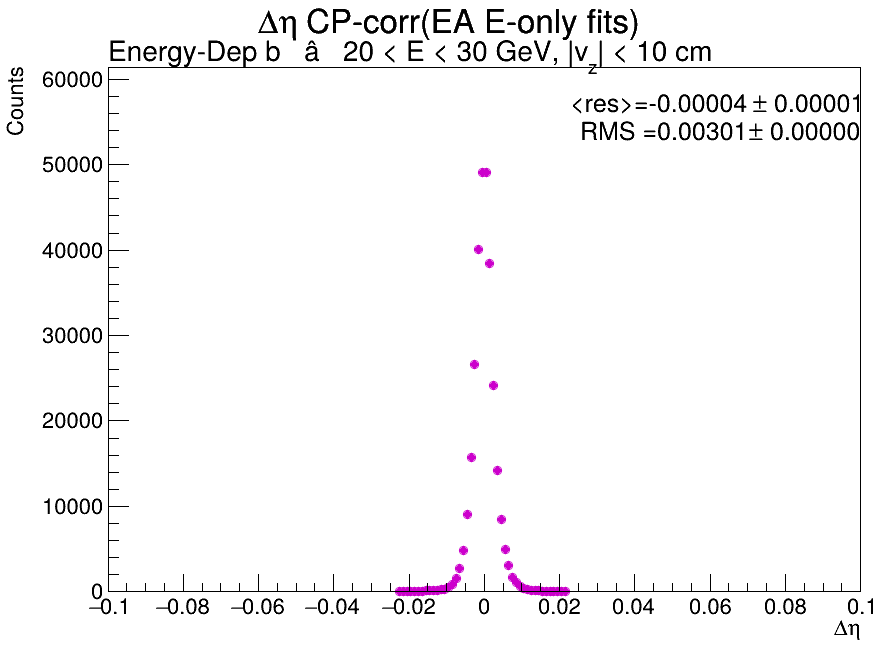 Δη CP-corr(EA E-only fits)
Energy-Dep b â 20 < E < 30 GeV, |v_z| < 10 cm
Counts
<res>=-0.00004 ± 0.00001
RMS =0.00301± 0.00000
60000
50000
40000
30000
20000
10000
0
−0.1 −0.08 −0.06 −0.04 −0.02 0 0.02 0.04 0.06 0.08 0.1
Δη